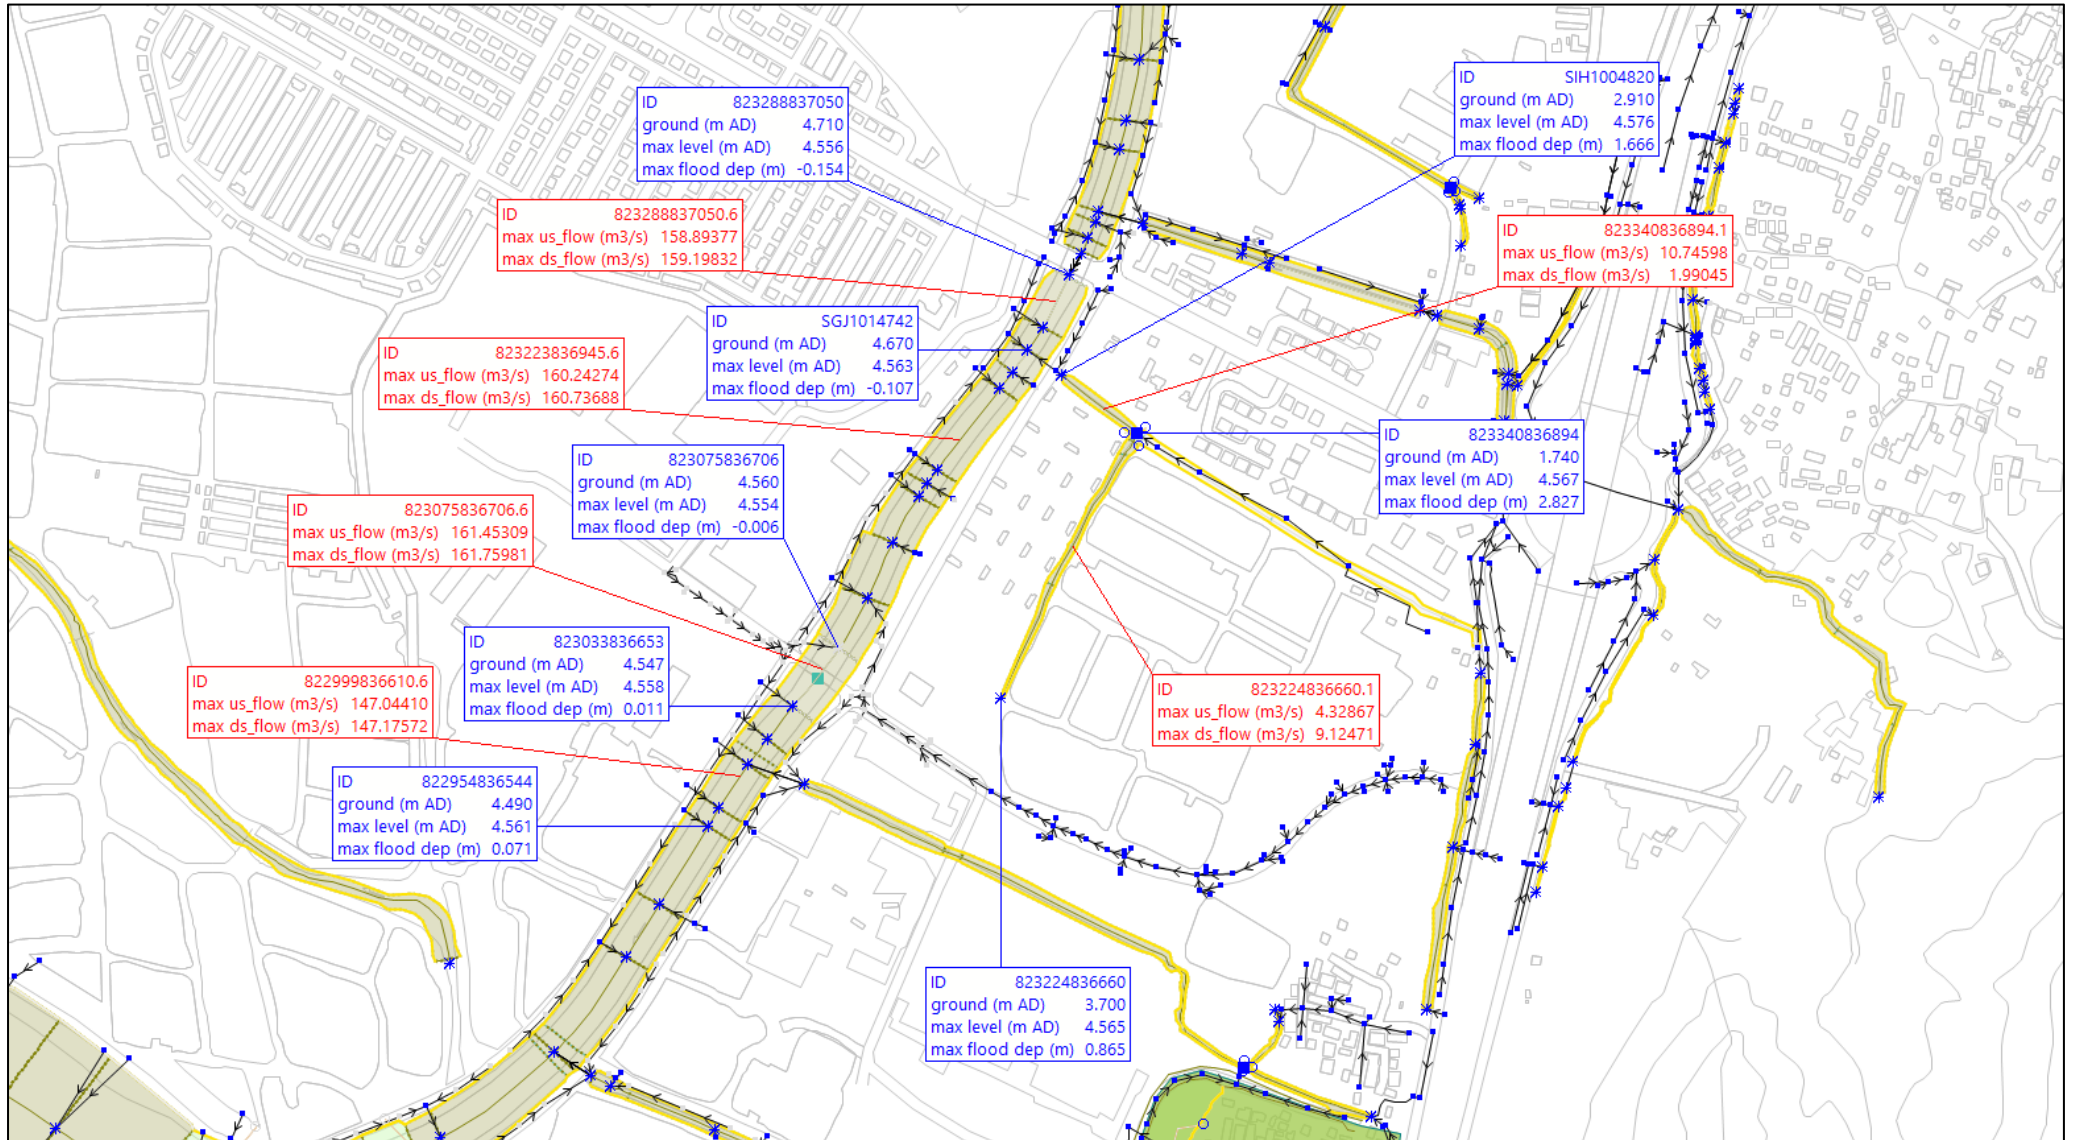 ID 823288837050
ground (m AD) 4.710
max level (m AD) 4.556
max flood dep (m) -0.154
ID SIH1004820
ground (m AD) 2.910
max level (m AD) 4.576
max flood dep (m) 1.666
ID 823288837050.6
max us_flow (m3/s) 158.89377
max ds_flow (m3/s) 159.19832
ID 823340836894.1
max us_flow (m3/s) 10.74598
max ds_flow (m3/s) 1.99045
ID SGJ1014742
ground (m AD) 4.670
max level (m AD) 4.563
max flood dep (m) -0.107
ID 823223836945.6
max us_flow (m3/s) 160.24274
max ds_flow (m3/s) 160.73688
ID 823340836894
ground (m AD) 1.740
max level (m AD) 4.567
max flood dep (m) 2.827
ID 823075836706
ground (m AD) 4.560
max level (m AD) 4.554
max flood dep (m) -0.006
ID 823075836706.6
max us_flow (m3/s) 161.45309
max ds_flow (m3/s) 161.75981
ID 823033836653
ground (m AD) 4.547
max level (m AD) 4.558
max flood dep (m) 0.011
ID 822999836610.6
max us_flow (m3/s) 147.04410
max ds_flow (m3/s) 147.17572
ID 823224836660.1
max us_flow (m3/s) 4.32867
max ds_flow (m3/s) 9.12471
ID 822954836544
ground (m AD) 4.490
max level (m AD) 4.561
max flood dep (m) 0.071
ID 823224836660
ground (m AD) 3.700
max level (m AD) 4.565
max flood dep (m) 0.865